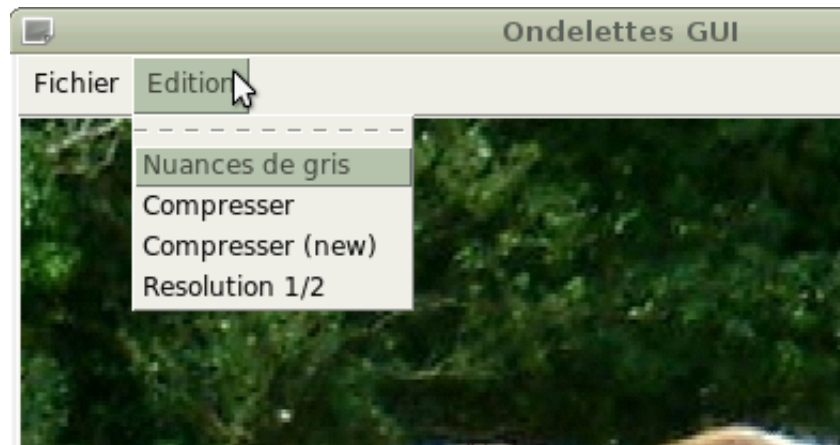 Ondelettes GUI
Fichier Edition
Nuances de gris
Compresser
Compresser (new)
Resolution 1/2